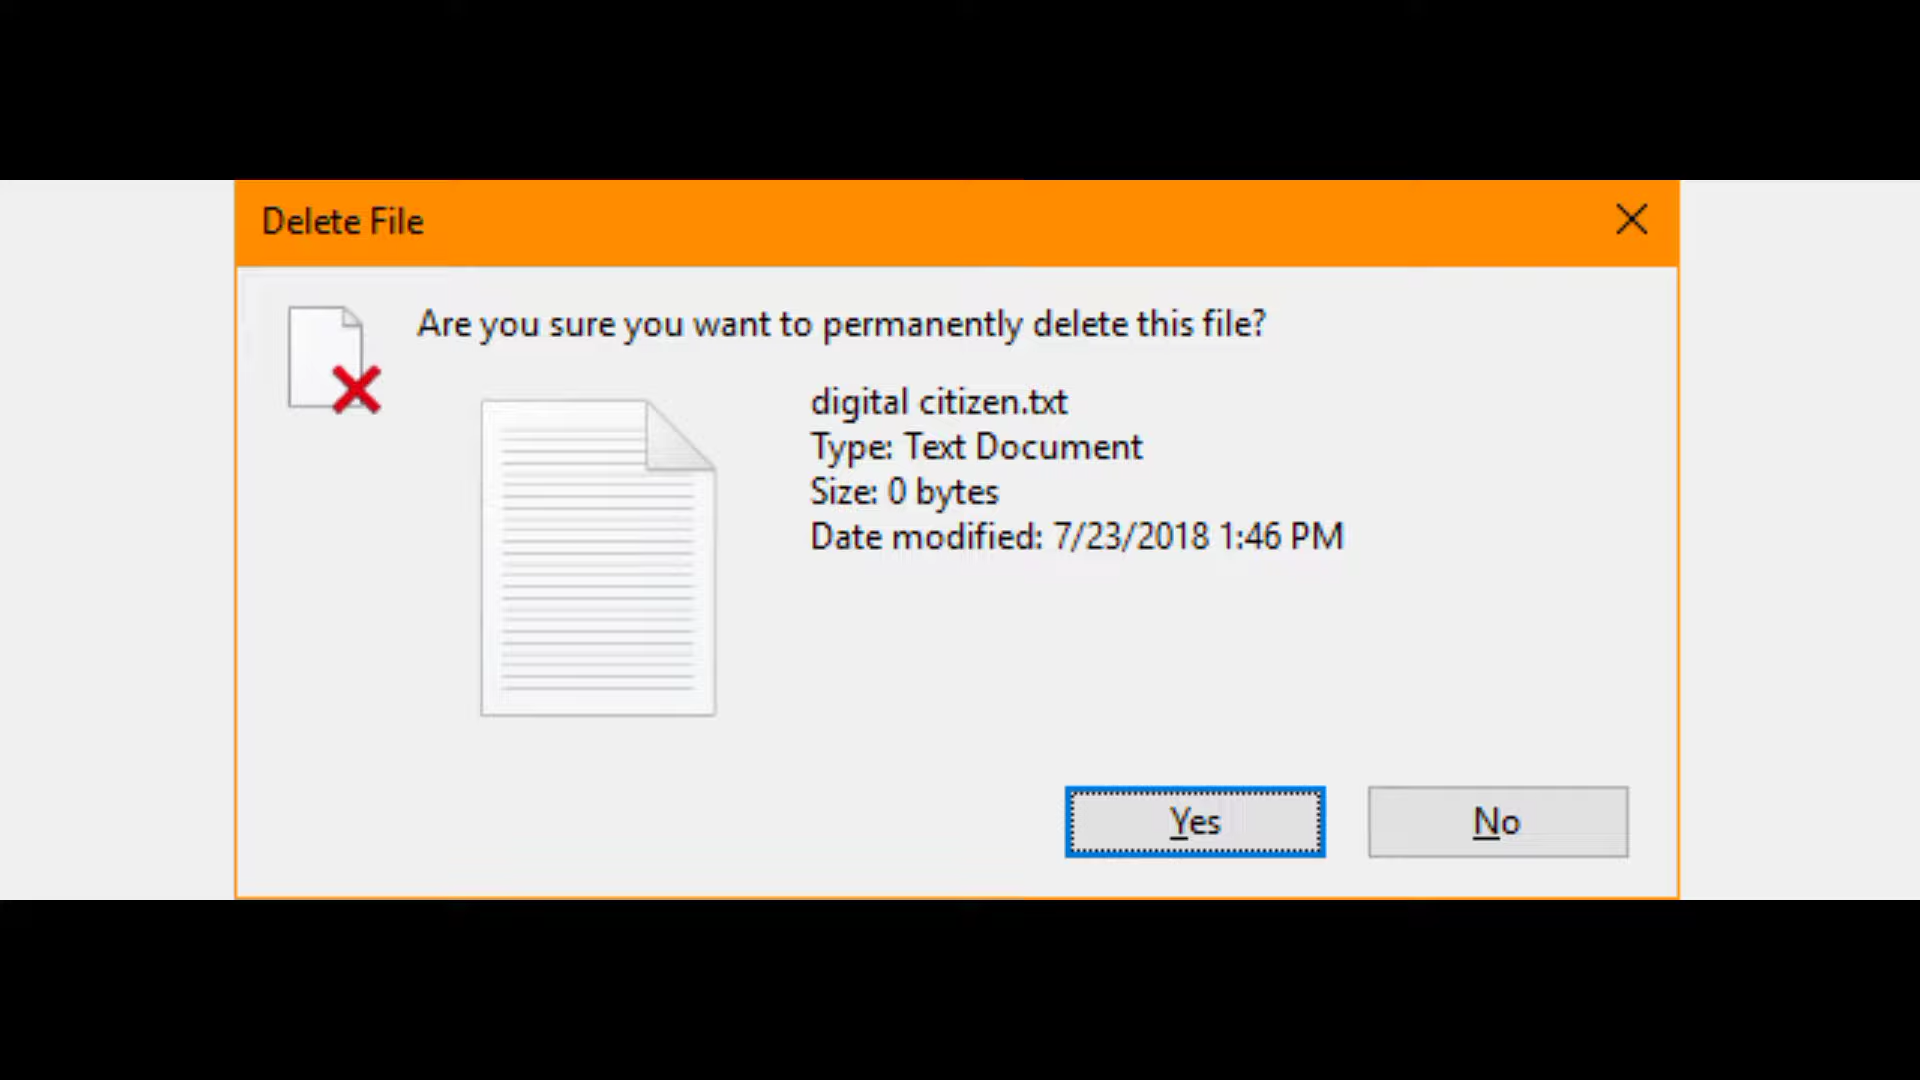 Delete File
Are you sure you want to permanently delete this file?
digital citizen.txt
Type: Text Document
Size: 0 bytes
Date modified: 7/23/2018 1:46 PM
Yes
No